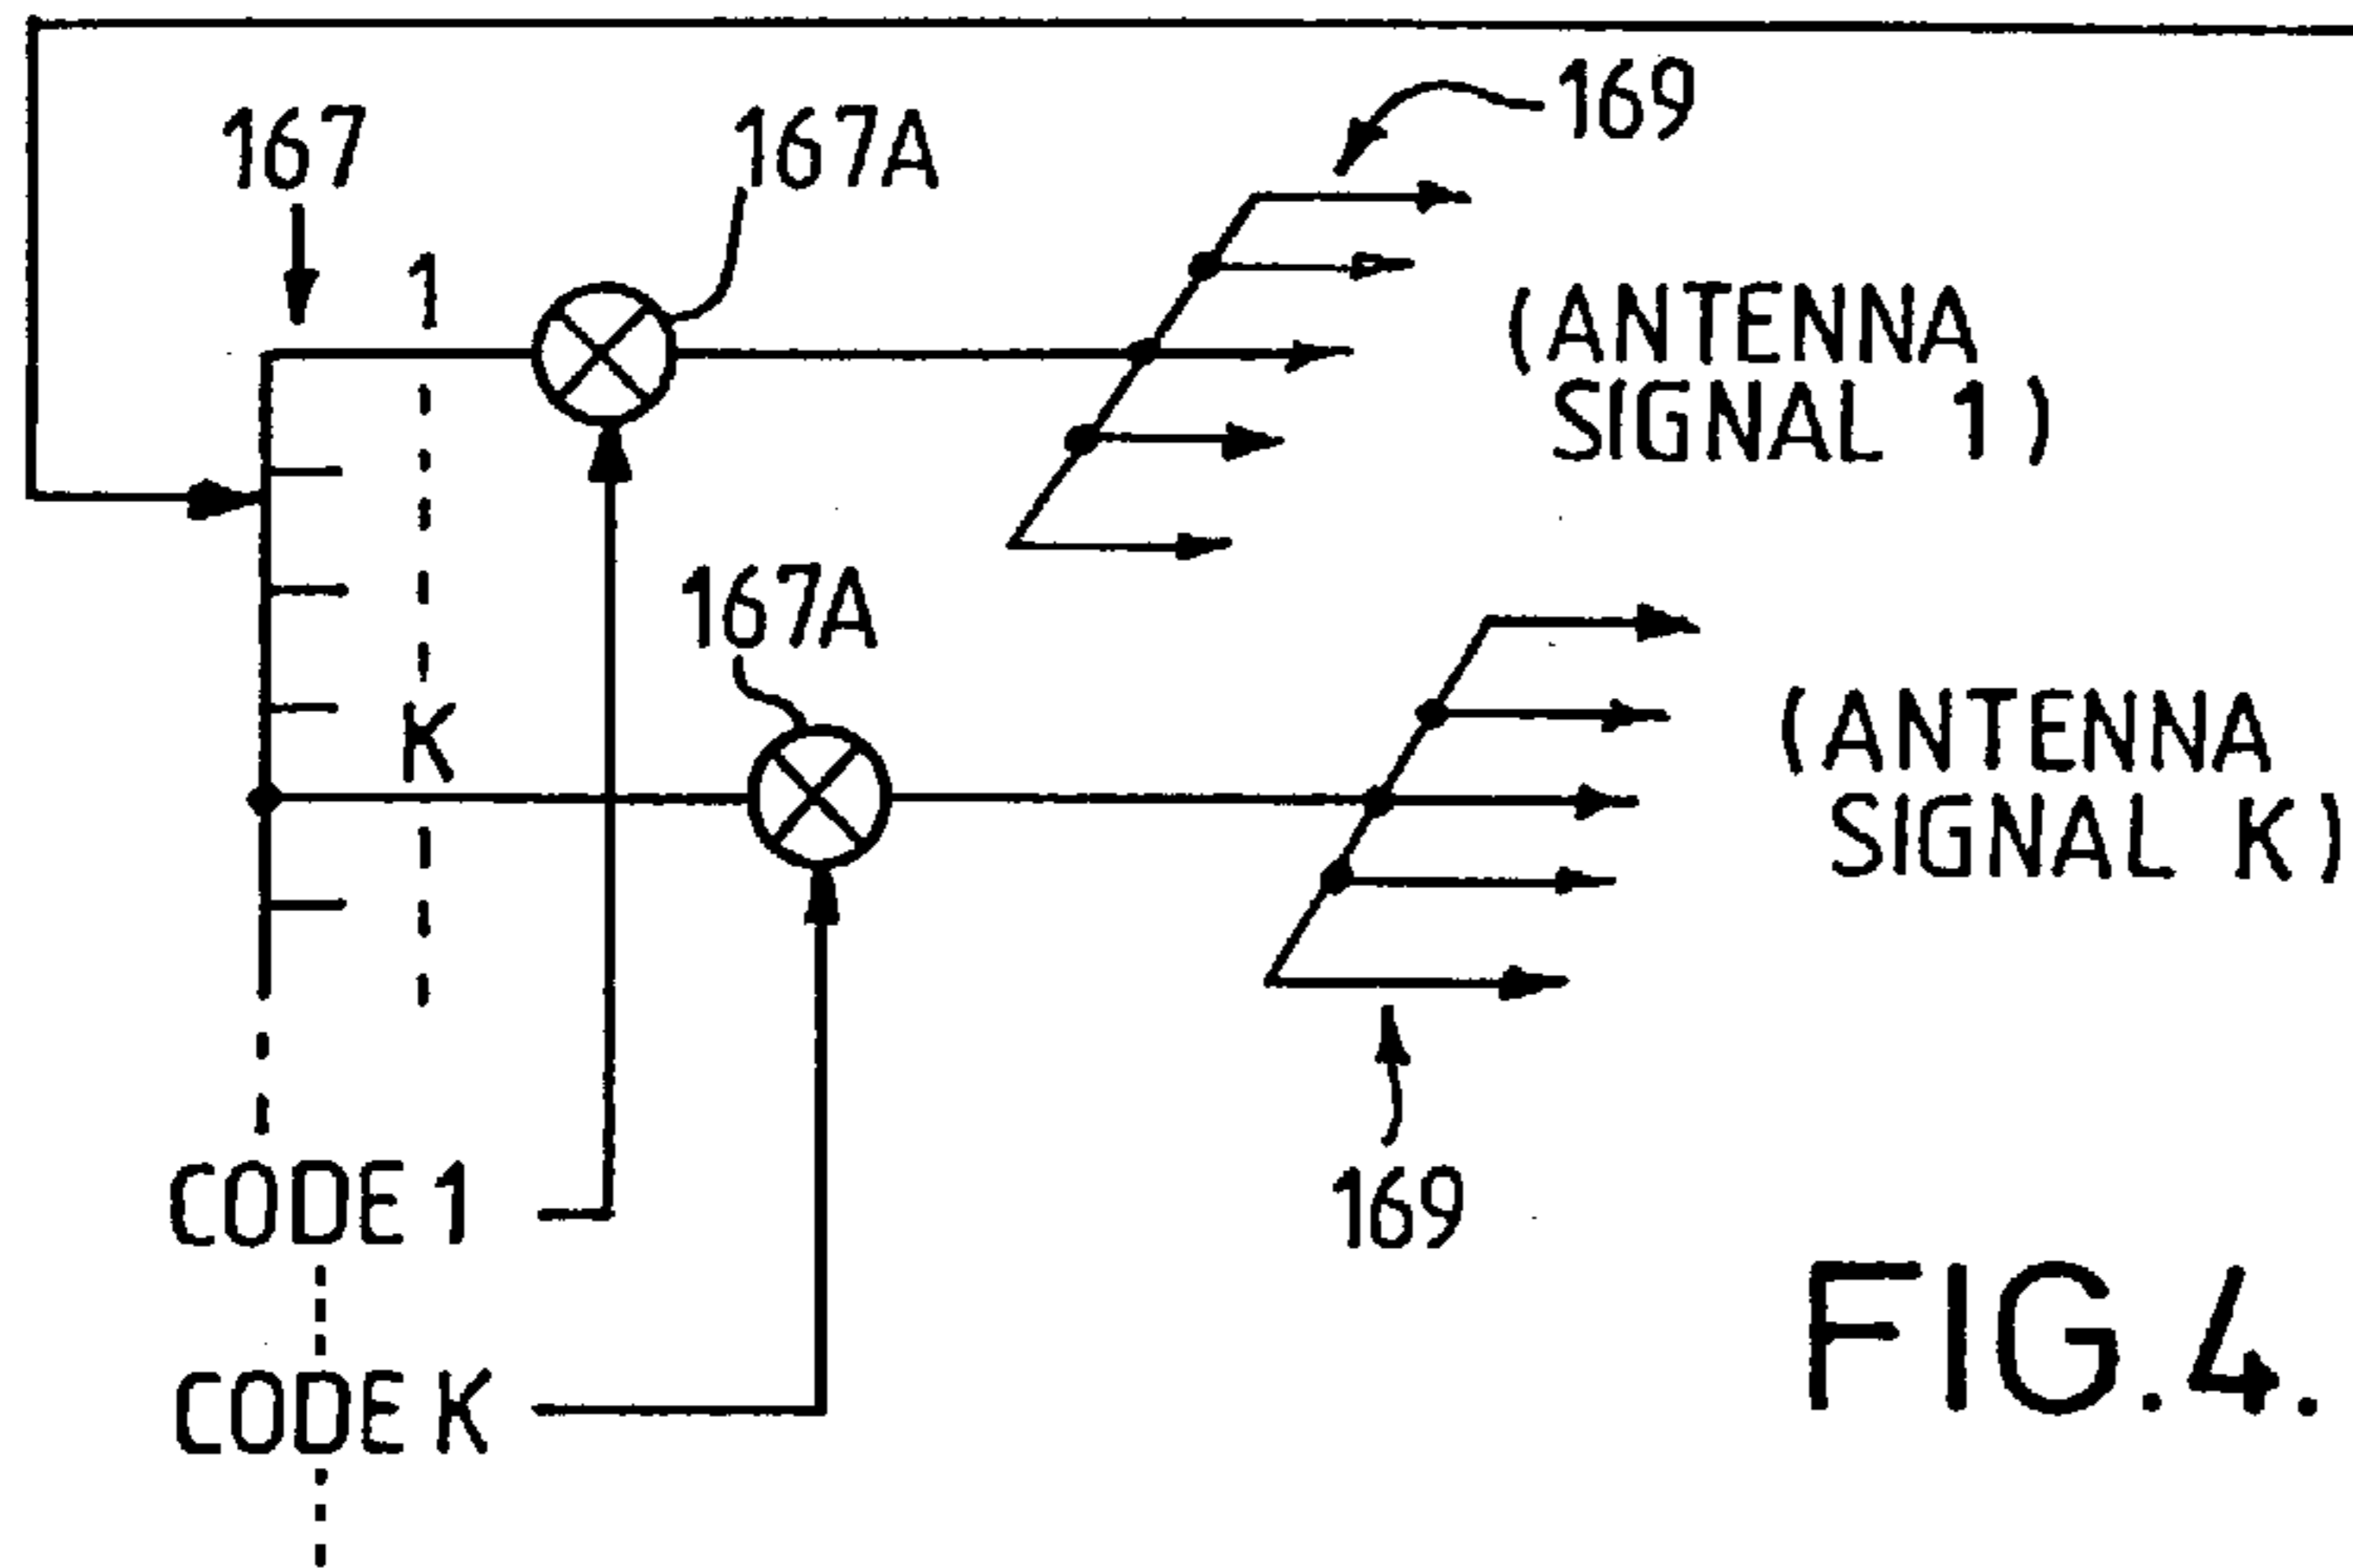 169
167
167A
1
(ANTENNA
SIGNAL 1)
167A
K
(ANTENNA
SIGNAL K)
CODE 1
169
CODE K
FIG.4.